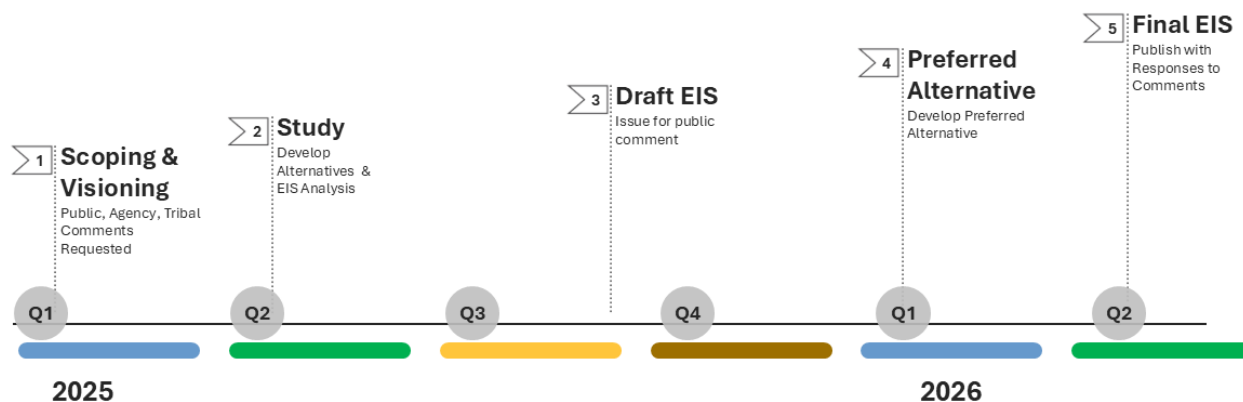 1
Scoping &
Visioning
Public, Agency, Tribal
Comments
Requested
2
Study
Develop
Alternatives &
EIS Analysis
3
Draft EIS
Issue for public
comment
4
Preferred
Alternative
Develop Preferred
Alternative
5
Final EIS
Publish with
Responses to
Comments
Q1
Q2
Q3
Q4
Q1
Q2
2025
2026